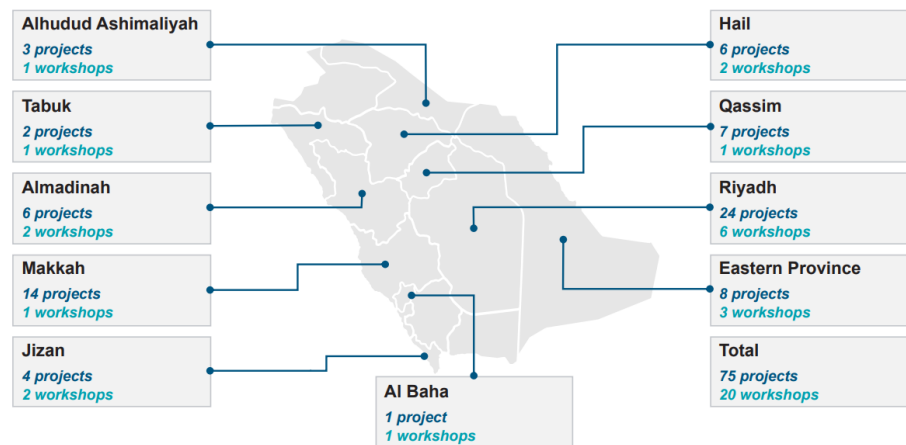 Alhudud Ashimaliyah
3 projects
1 workshops
Tabuk
2 projects
1 workshops
Almadinah
6 projects
2 workshops
Makkah
14 projects
1 workshops
Jizan
4 projects
2 workshops
Al Baha
1 project
1 workshops
Hail
6 projects
2 workshops
Qassim
7 projects
1 workshops
Riyadh
24 projects
6 workshops
Eastern Province
8 projects
3 workshops
Total
75 projects
20 workshops